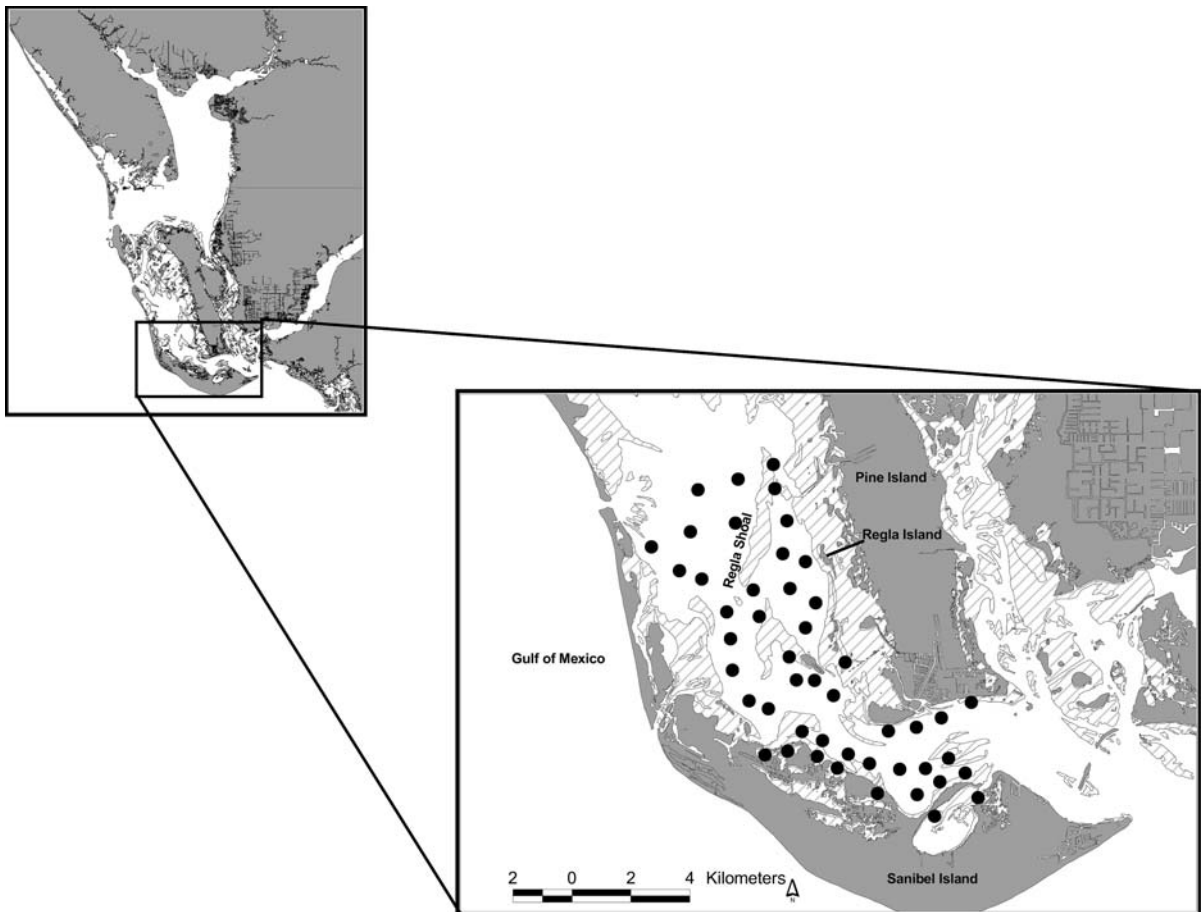 Pine Island
Regla Island
Regla Shoal
Gulf of Mexico
2 0 2 4 Kilometers
N
Sanibel Island